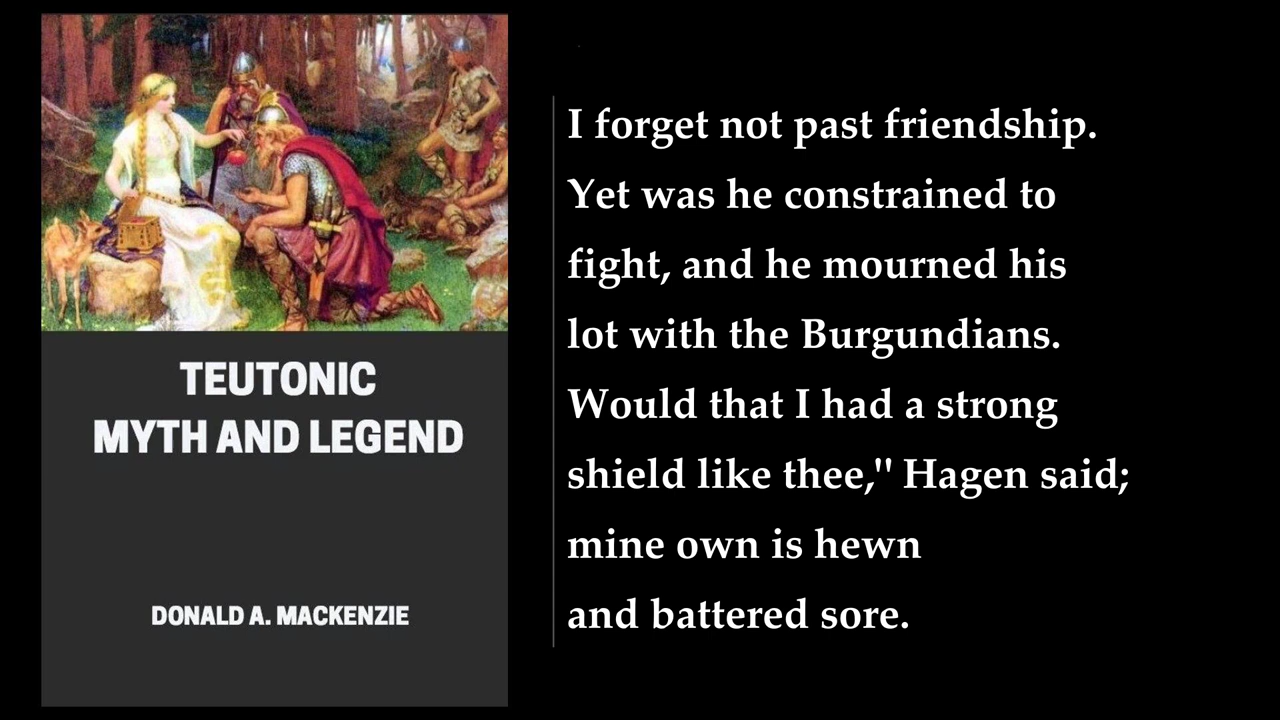 TEUTONIC
MYTH AND LEGEND
DONALD A. MACKENZIE
I forget not past friendship.
Yet was he constrained to
fight, and he mourned his
lot with the Burgundians.
Would that I had a strong
shield like thee," Hagen said;
mine own is hewn
and battered sore.